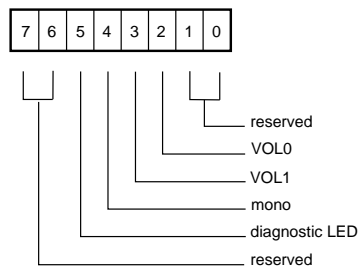 7 6 5 4 3 2 1 0
reserved
VOL0
VOL1
mono
diagnostic LED
reserved